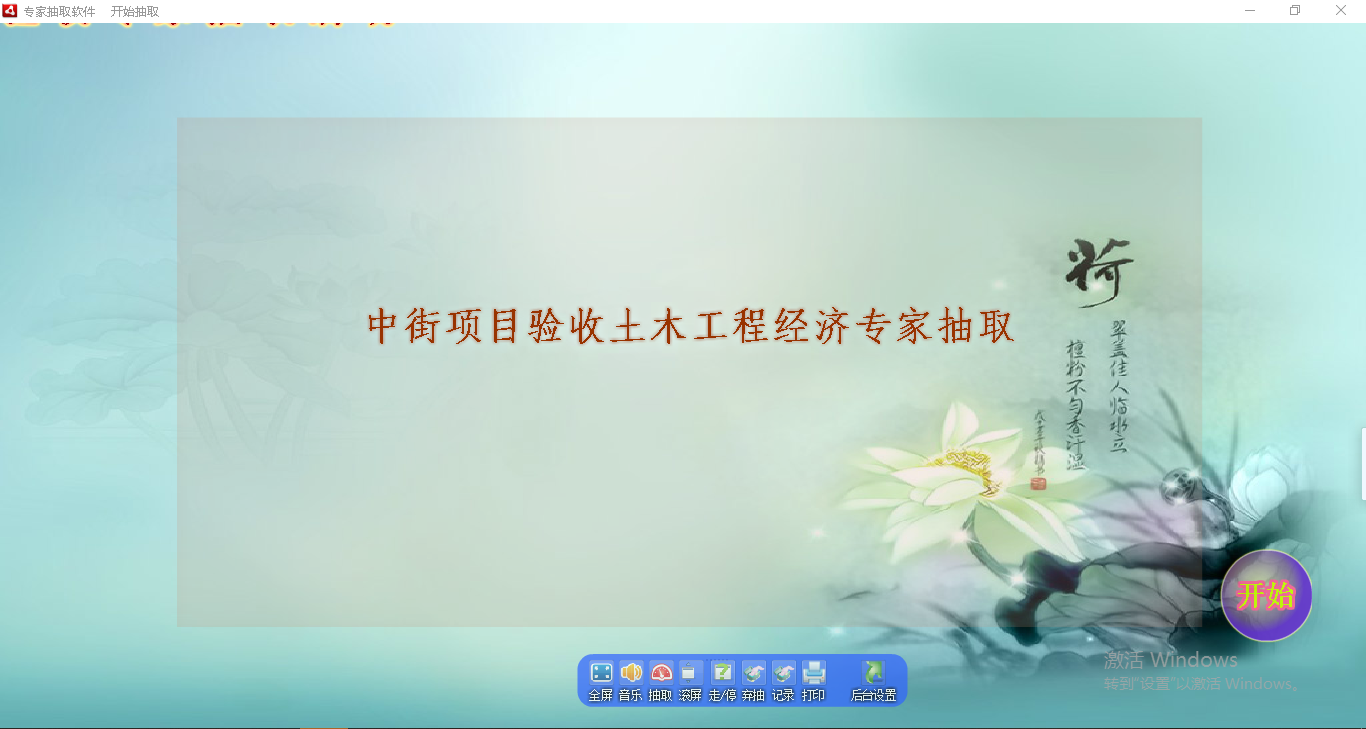 专家抽取软件 开始抽取
中街项目验收土木工程经济专家抽取
荷
翠盖佳人临水立
檀粉不匀香汗湿
开始
激活 Windows
转到"设置"以激活 Windows。
全屏 音乐 抽取 滚屏 走/停 弃抽 记录 打印 后台设置